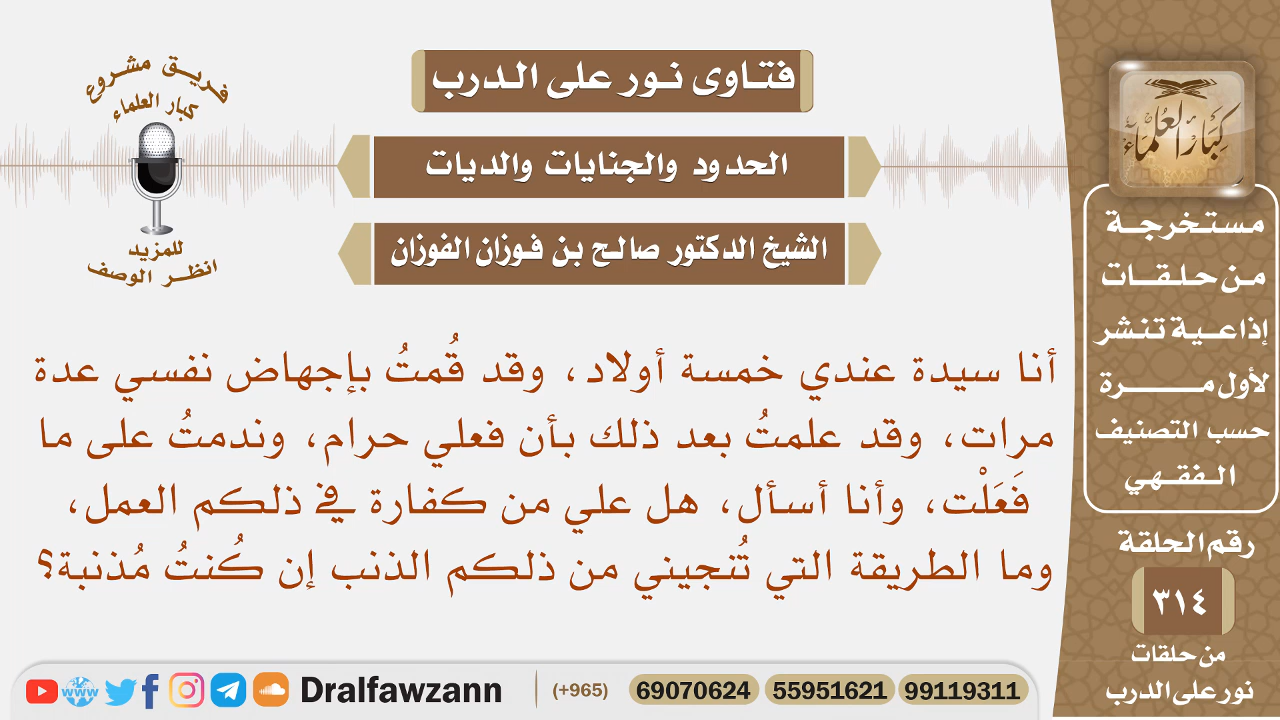 فتاوى نور على الدرب
الحدود والجنايات والديات
الشيخ الدكتور صالح بن فوزان الفوزان
فريق مشروع
كبار العلماء
للمزيد
انظر الوصف
أنا سيدة عندي خمسة أولاد، وقد قُمتُ بإجهاض نفسي عدة
مرات، وقد علمتُ بعد ذلك بأن فعلي حرام، وندمتُ على ما
فَعَلْت، وأنا أسأل، هل علي من كفارة في ذلكم العمل،
وما الطريقة التي تُنجيني من ذلكم الذنب إن كُنتُ مُذنبة؟
كِبَارُ العُلَمَاء
مستخرجة
من حلقات
إذاعية تنشر
لأول مرة
حسب التصنيف
الفقهي
رقم الحلقة
٣١٤
من حلقات
نور على الدرب
www Dralfawzann (+965) 69070624 55951621 99119311